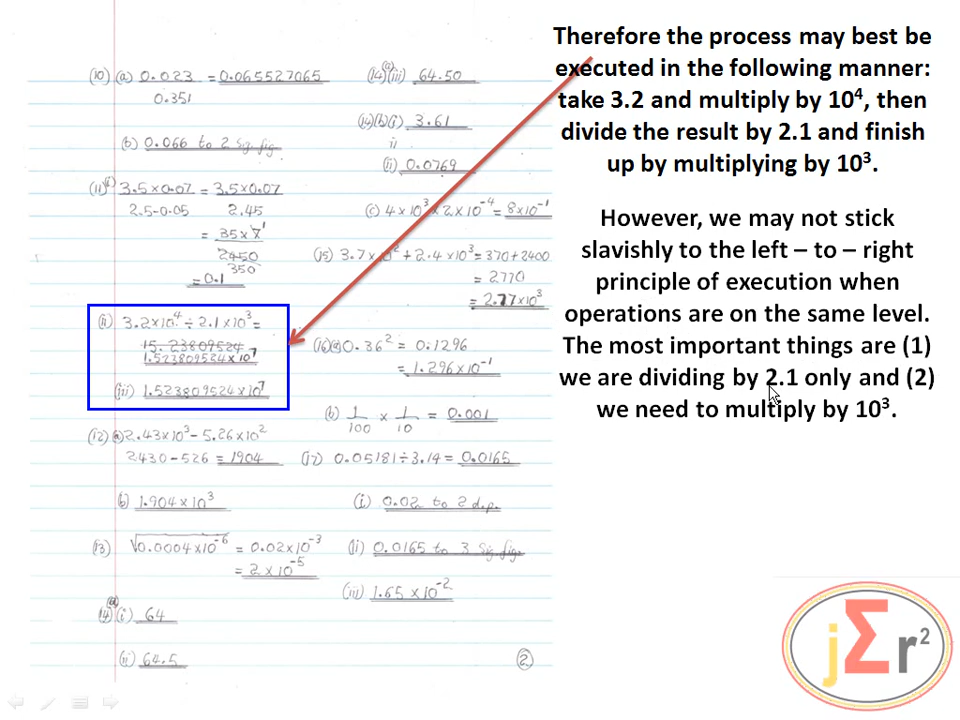 (10) (a) 0.023 = 0.065527065
0.351
(b) 0.066 to 2 sig. fig.
(11) (i) 3.5 x 0.07 = 3.5 x 0.07
2.5 - 0.05 2.45
= 35 x 7 1
2450
350
= 0.1
(ii) 3.2 x 10⁴ ÷ 2.1 x 10³ =
15.23809524
1.523809524 x 10⁷
(iii) 1.523809524 x 10⁷
(12) (a) 2.43 x 10³ - 5.26 x 10²
2430 - 526 = 1904
(b) 1.904 x 10³
(13) √0.0004 x 10⁻⁶ = 0.02 x 10⁻³
= 2 x 10⁻⁵
14 (a) (i) 64
(ii) 64.5
(14) (a) (iii) 64.50
(14) (b) (i) 3.61
ii
(ii) 0.0769
(c) 4 x 10³ x 2 x 10⁻⁴ = 8 x 10⁻¹
(15) 3.7 x 10² + 2.4 x 10³ = 370 + 2400
= 2770
= 2.77 x 10³
(16) (a) 0.36² = 0.1296
= 1.296 x 10⁻¹
(b) 1 x 1 = 0.001
100 10
(17) 0.05181 ÷ 3.14 = 0.0165
(i) 0.02 to 2 d.p.
(ii) 0.0165 to 3 sig. figs
(iii) 1.65 x 10⁻²
(2)
Therefore the process may best be
executed in the following manner:
take 3.2 and multiply by 10⁴, then
divide the result by 2.1 and finish
up by multiplying by 10³.
However, we may not stick
slavishly to the left – to – right
principle of execution when
operations are on the same level.
The most important things are (1)
we are dividing by 2.1 only and (2)
we need to multiply by 10³.
jΣr²